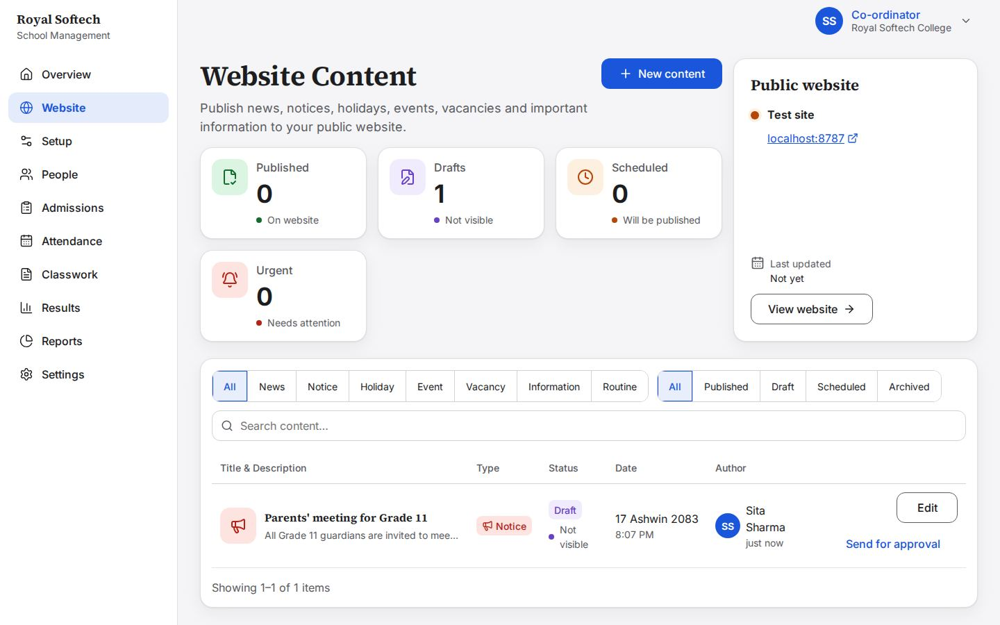 Royal Softech
School Management
Overview
Website
Setup
People
Admissions
Attendance
Classwork
Results
Reports
Settings
SS
Co-ordinator
Royal Softech College
Website Content
New content
Publish news, notices, holidays, events, vacancies and important
information to your public website.
Published
0
On website
Drafts
1
Not visible
Scheduled
0
Will be published
Urgent
0
Needs attention
Public website
Test site
localhost:8787
Last updated
Not yet
View website
All News Notice Holiday Event Vacancy Information Routine
All Published Draft Scheduled Archived
Search content...
Title & Description Type Status Date Author
Parents' meeting for Grade 11
All Grade 11 guardians are invited to mee...
Notice
Draft
Not
visible
17 Ashwin 2083
8:07 PM
SS
Sita
Sharma
just now
Edit
Send for approval
Showing 1–1 of 1 items